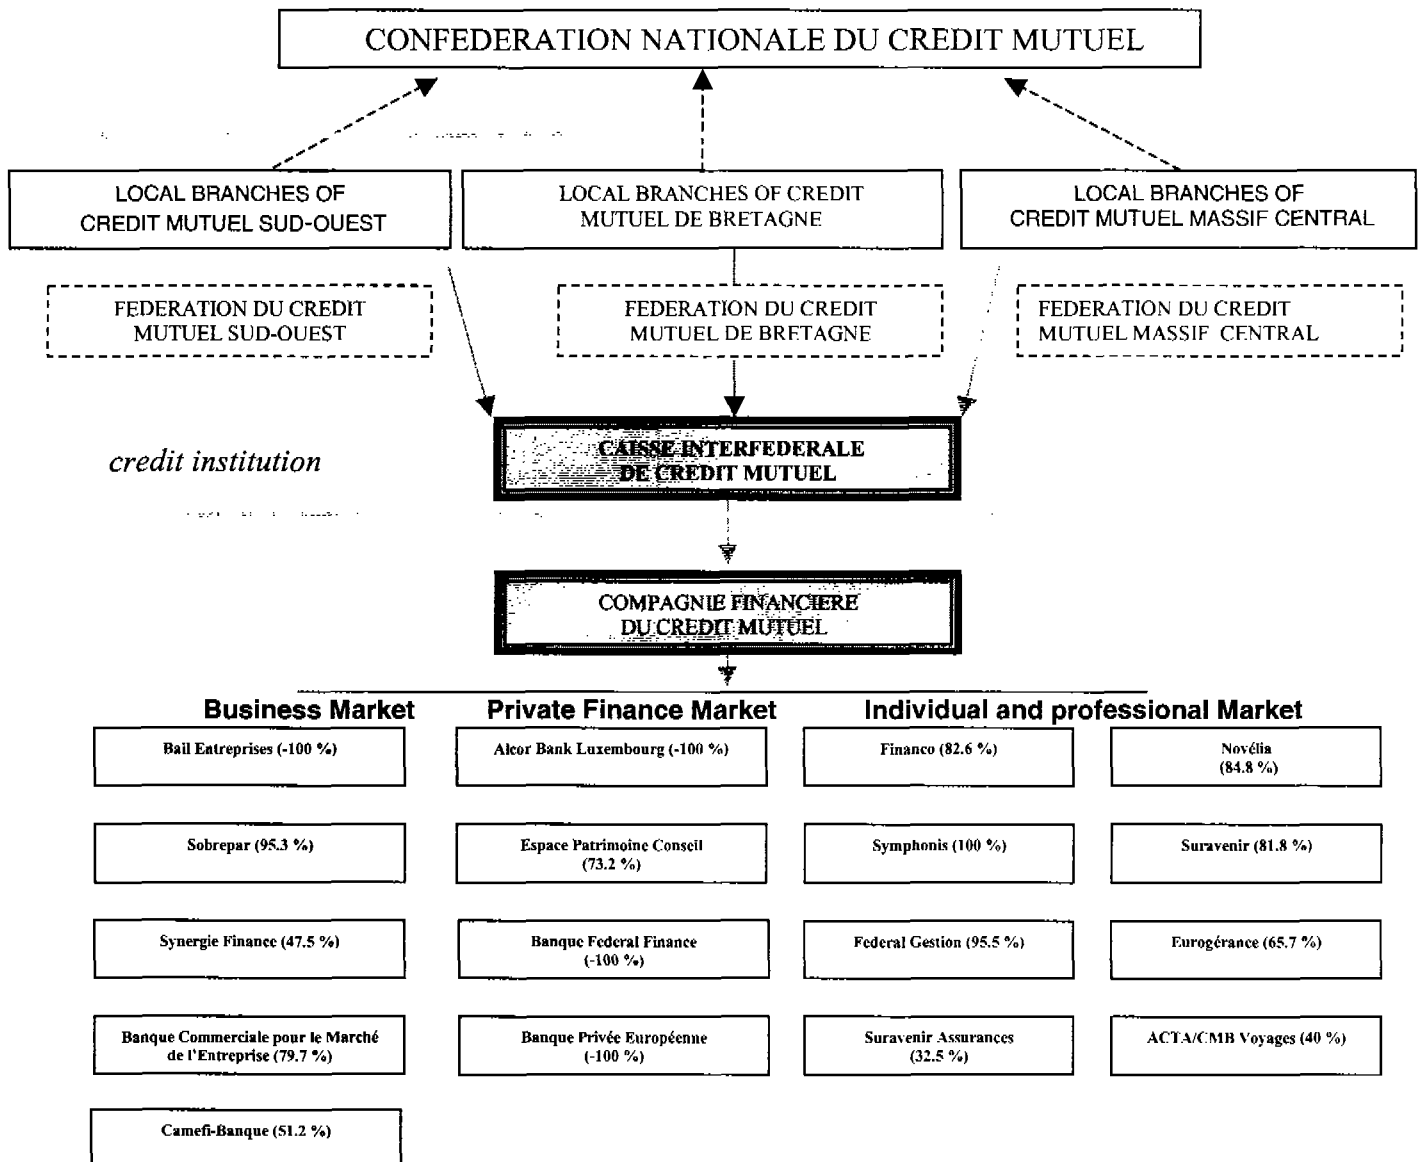 CONFEDERATION NATIONALE DU CREDIT MUTUEL
LOCAL BRANCHES OF
CREDIT MUTUEL SUD-OUEST
LOCAL BRANCHES OF CREDIT
MUTUEL DE BRETAGNE
LOCAL BRANCHES OF
CREDIT MUTUEL MASSIF CENTRAL
FEDERATION DU CREDIT
MUTUEL SUD-OUEST
FEDERATION DU CREDIT
MUTUEL DE BRETAGNE
FEDERATION DU CREDIT
MUTUEL MASSIF CENTRAL
credit institution
CAISSE INTERFEDERALE
DE CREDIT MUTUEL
COMPAGNIE FINANCIERE
DU CREDIT MUTUEL
Business Market
Bail Entreprises (-100 %)
Sobrepar (95.3 %)
Synergie Finance (47.5 %)
Banque Commerciale pour le Marché
de l'Entreprise (79.7 %)
Camefi-Banque (51.2 %)
Private Finance Market
Alcor Bank Luxembourg (-100 %)
Espace Patrimoine Conseil
(73.2 %)
Banque Federal Finance
(-100 %)
Banque Privée Européenne
(-100 %)
Individual and professional Market
Financo (82.6 %)
Symphonis (100 %)
Federal Gestion (95.5 %)
Suravenir Assurances
(32.5 %)
Novélia
(84.8 %)
Suravenir (81.8 %)
Eurogérance (65.7 %)
ACTA/CMB Voyages (40 %)